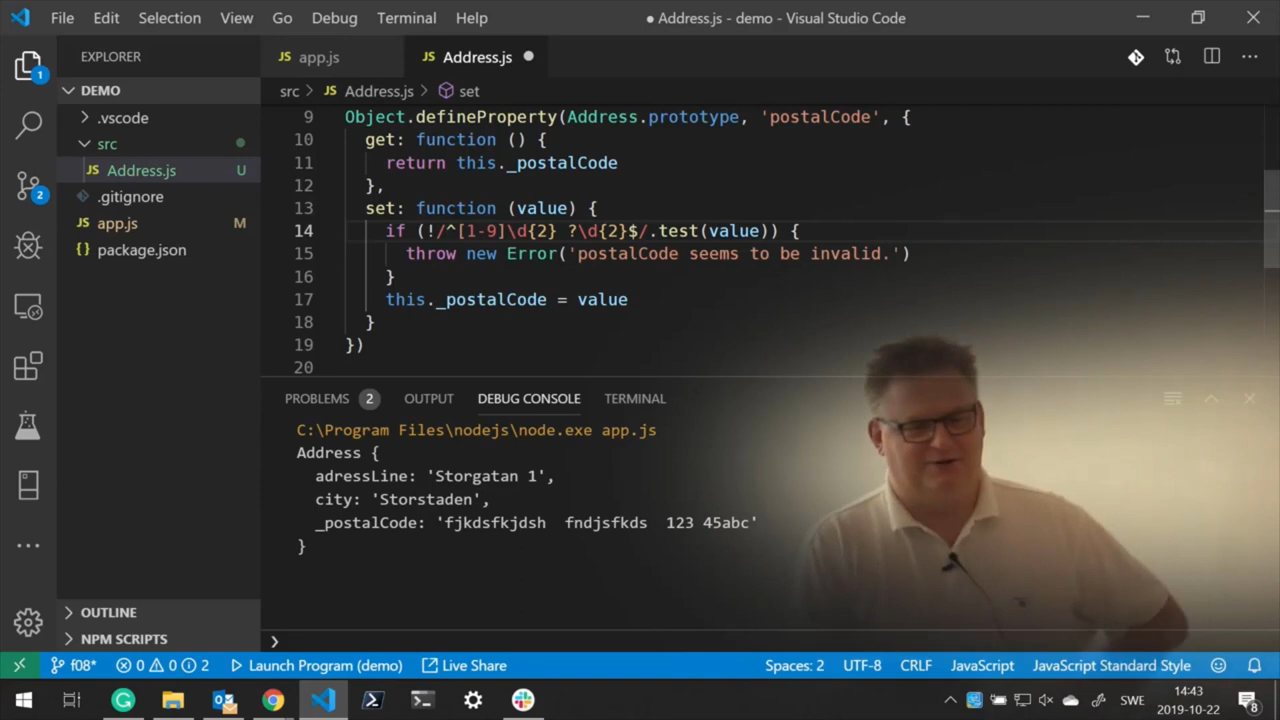 File Edit Selection View Go Debug Terminal Help
● Address.js - demo - Visual Studio Code
EXPLORER
DEMO
.vscode
src
JS Address.js U
.gitignore
JS app.js M
{} package.json
OUTLINE
NPM SCRIPTS
1
2
JS app.js JS Address.js
src > JS Address.js > set
9 Object.defineProperty(Address.prototype, 'postalCode', {
10 get: function () {
11 return this._postalCode
12 },
13 set: function (value) {
14 if (!/^[1-9]\d{2} ?\d{2}$/.test(value)) {
15 throw new Error('postalCode seems to be invalid.')
16 }
17 this._postalCode = value
18 }
19 })
20
PROBLEMS 2 OUTPUT DEBUG CONSOLE TERMINAL
C:\Program Files\nodejs\node.exe app.js
Address {
adressLine: 'Storgatan 1',
city: 'Storstaden',
_postalCode: 'fjkdsfkjdsh  fndjsfkds  123 45abc'
}
f08* 0 0 2 Launch Program (demo) Live Share Spaces: 2 UTF-8 CRLF JavaScript JavaScript Standard Style
SWE 14:43
2019-10-22 8